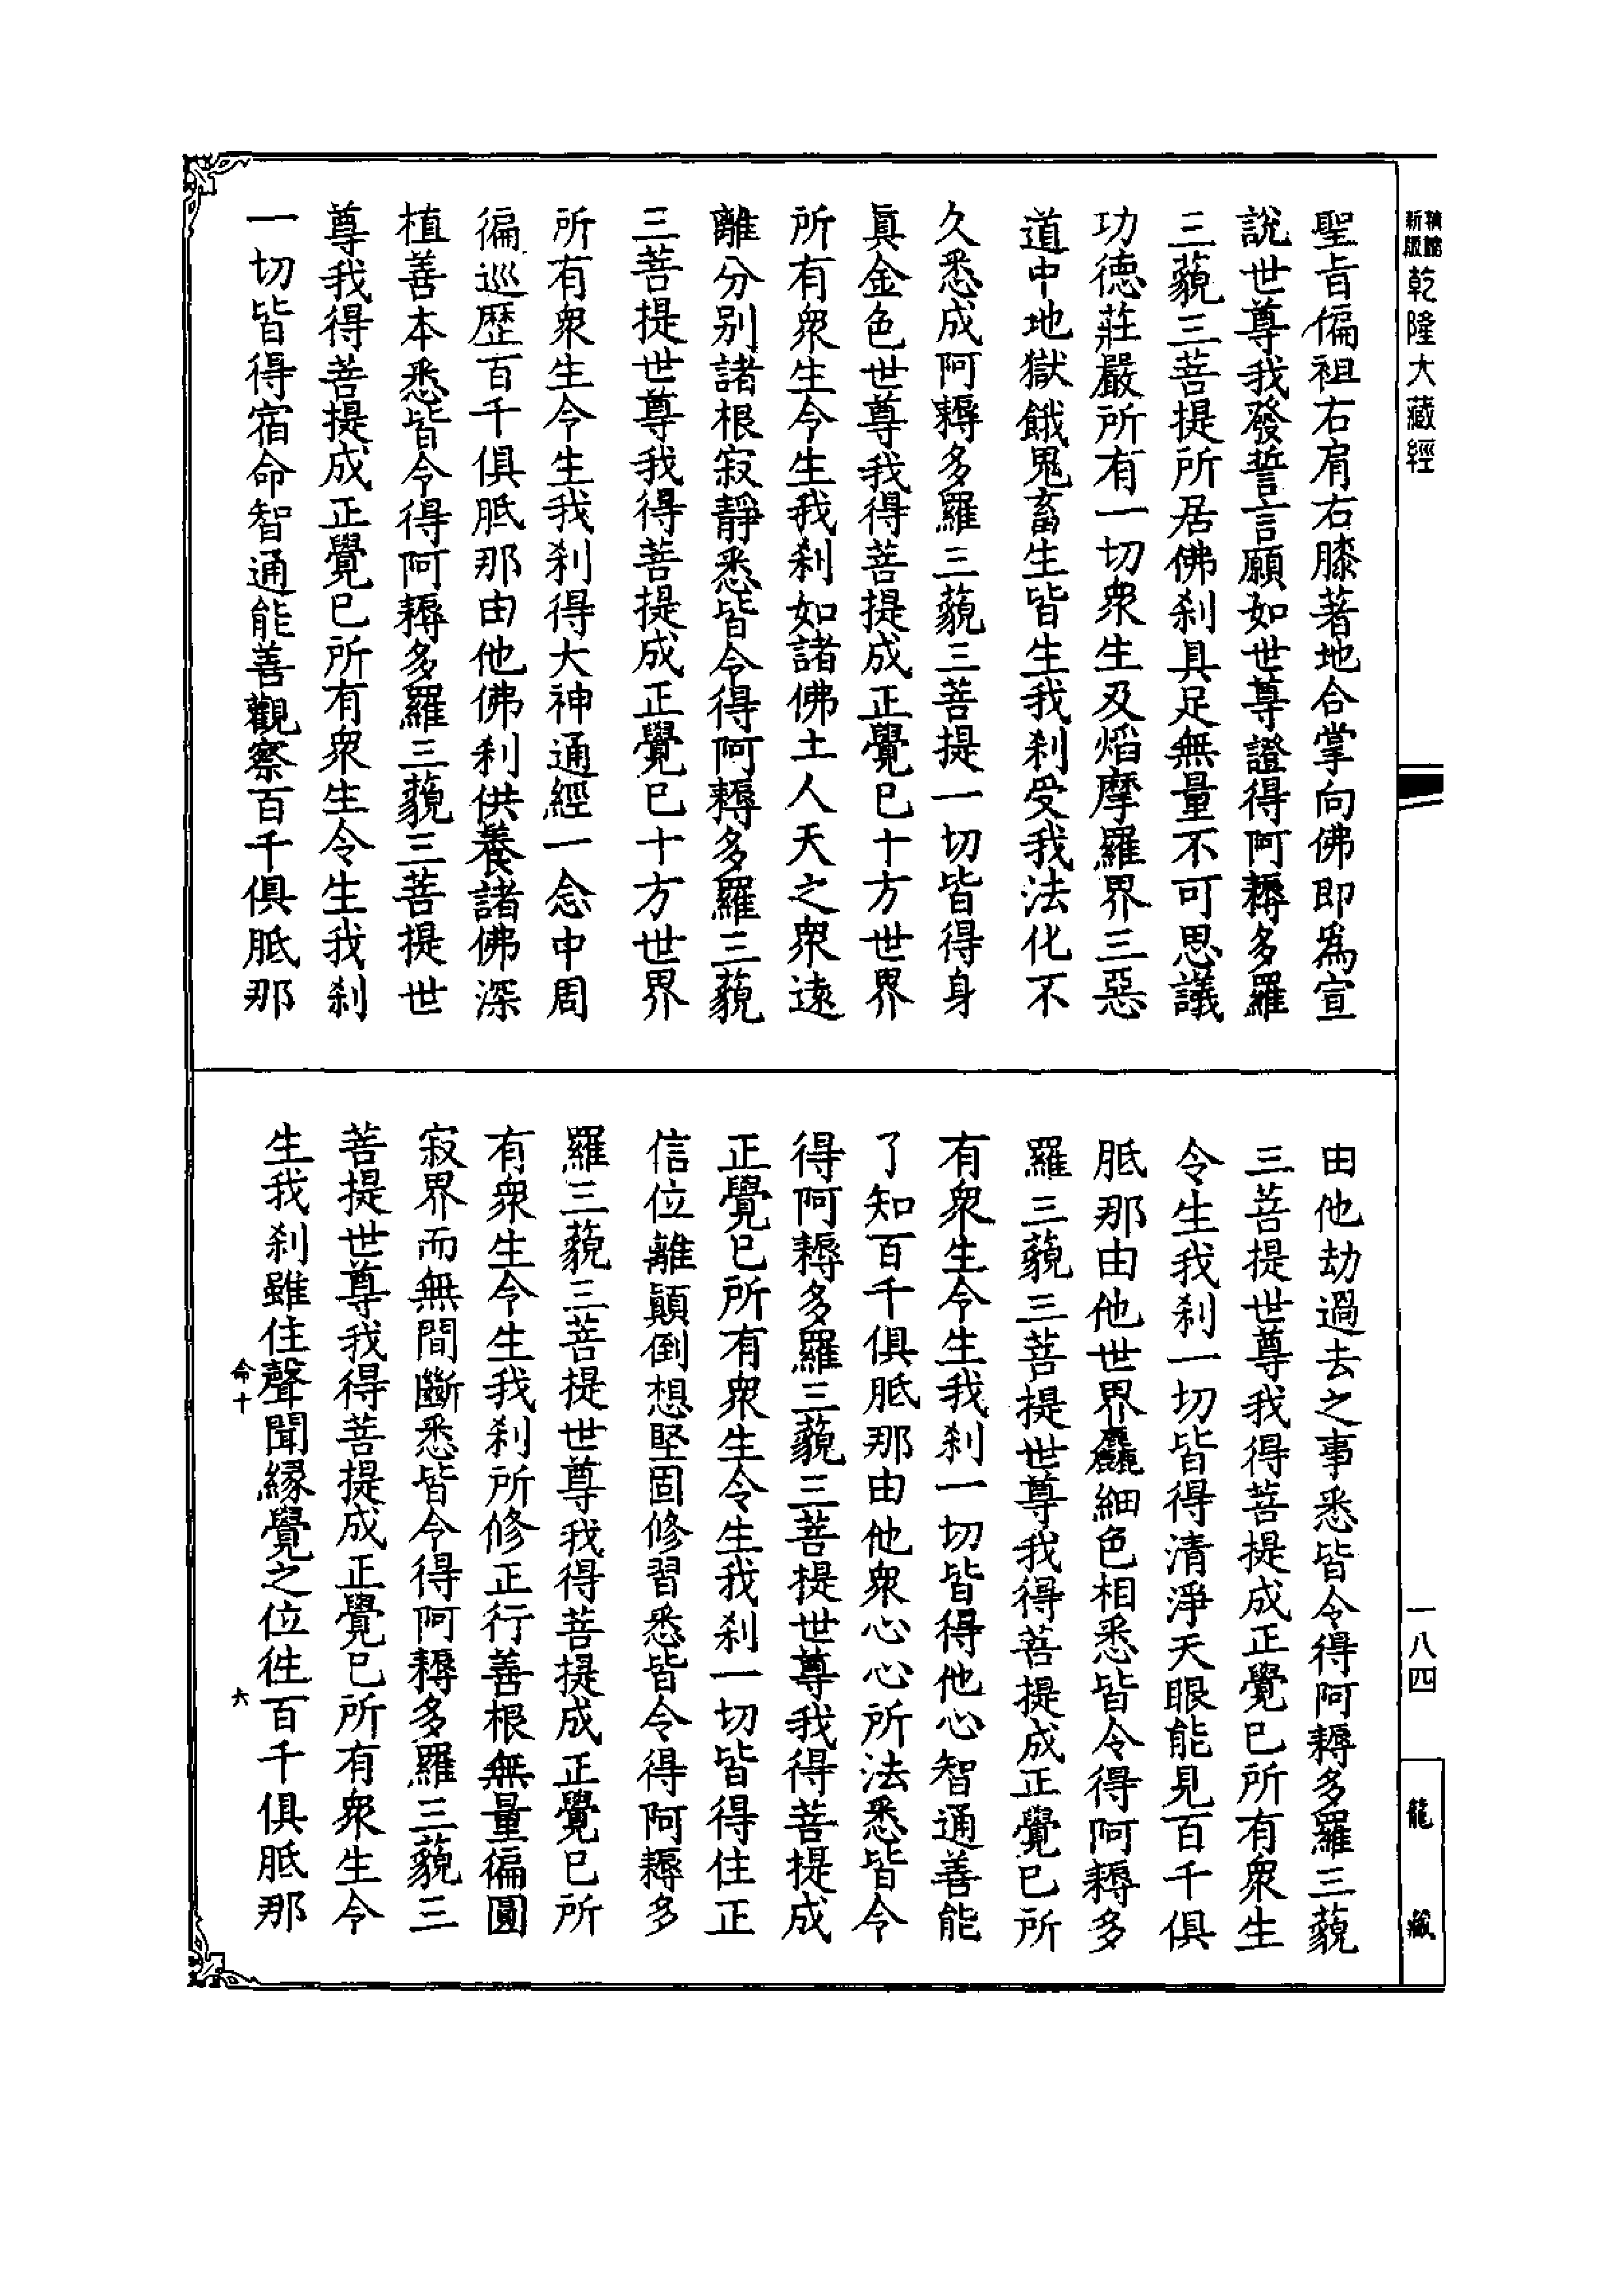 精縮新版乾隆大藏經
聖旨偏袒右肩右膝著地合掌向佛即爲宣
說世尊我發誓言願如世尊證得阿耨多羅
三藐三菩提所居佛刹具足無量不可思議
功德莊嚴所有一切衆生及焰摩羅界三惡
道中地獄餓鬼畜生皆生我刹受我法化不
久悉成阿耨多羅三藐三菩提一切皆得身
眞金色世尊我得菩提成正覺已十方世界
所有衆生令生我刹如諸佛土人天之衆遠
離分别諸根寂靜悉皆令得阿耨多羅三藐
三菩提世尊我得菩提成正覺已十方世界
所有衆生令生我刹得大神通經一念中周
徧巡歷百千俱胝那由他佛刹供養諸佛深
植善本悉皆令得阿耨多羅三藐三菩提世
尊我得菩提成正覺已所有衆生令生我刹
一切皆得宿命智通能善觀察百千俱胝那
由他劫過去之事悉皆令得阿耨多羅三藐
三菩提世尊我得菩提成正覺已所有衆生
令生我刹一切皆得清淨天眼能見百千俱
胝那由他世界麤細色相悉皆令得阿耨多
羅三藐三菩提世尊我得菩提成正覺已所
有衆生令生我刹一切皆得他心智通善能
了知百千俱胝那由他衆心心所法悉皆令
得阿耨多羅三藐三菩提世尊我得菩提成
正覺已所有衆生令生我刹一切皆得住正
信位離顛倒想堅固修習悉皆令得阿耨多
羅三藐三菩提世尊我得菩提成正覺已所
有衆生令生我刹所修正行善根無量徧圓
寂界而無間斷悉皆令得阿耨多羅三藐三
菩提世尊我得菩提成正覺已所有衆生令
生我刹雖住聲聞緣覺之位徃百千俱胝那
命十
六
一八四
龍藏